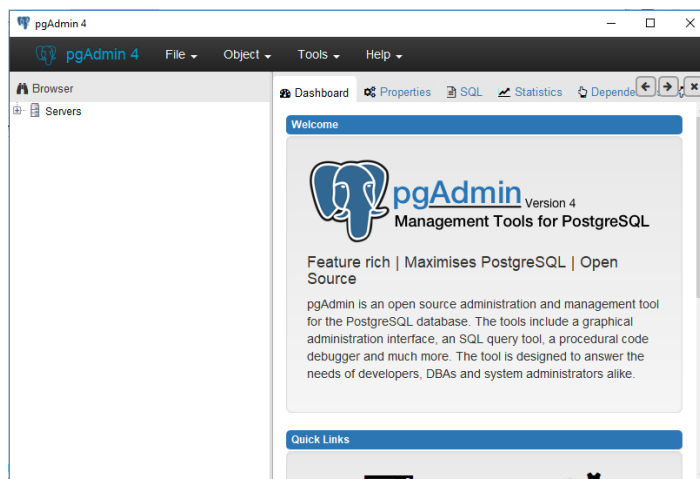 pgAdmin 4
pgAdmin 4 File Object Tools Help
Browser
Servers
Dashboard Properties SQL Statistics Depende
Welcome
pgAdmin Version 4
Management Tools for PostgreSQL
Feature rich | Maximises PostgreSQL | Open
Source
pgAdmin is an open source administration and management tool
for the PostgreSQL database. The tools include a graphical
administration interface, an SQL query tool, a procedural code
debugger and much more. The tool is designed to answer the
needs of developers, DBAs and system administrators alike.
Quick Links